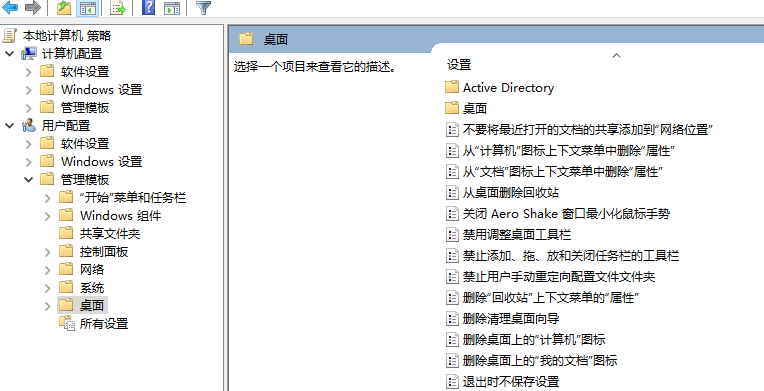 本地计算机 策略
计算机配置
软件设置
Windows 设置
管理模板
用户配置
软件设置
Windows 设置
管理模板
“开始”菜单和任务栏
Windows 组件
共享文件夹
控制面板
网络
系统
桌面
所有设置
桌面
选择一个项目来查看它的描述。
设置
Active Directory
桌面
不要将最近打开的文档的共享添加到“网络位置”
从“计算机”图标上下文菜单中删除“属性”
从“文档”图标上下文菜单中删除“属性”
从桌面删除回收站
关闭 Aero Shake 窗口最小化鼠标手势
禁用调整桌面工具栏
禁止添加、拖、放和关闭任务栏的工具栏
禁止用户手动重定向配置文件文件夹
删除“回收站”上下文菜单的“属性”
删除清理桌面向导
删除桌面上的“计算机”图标
删除桌面上的“我的文档”图标
退出时不保存设置